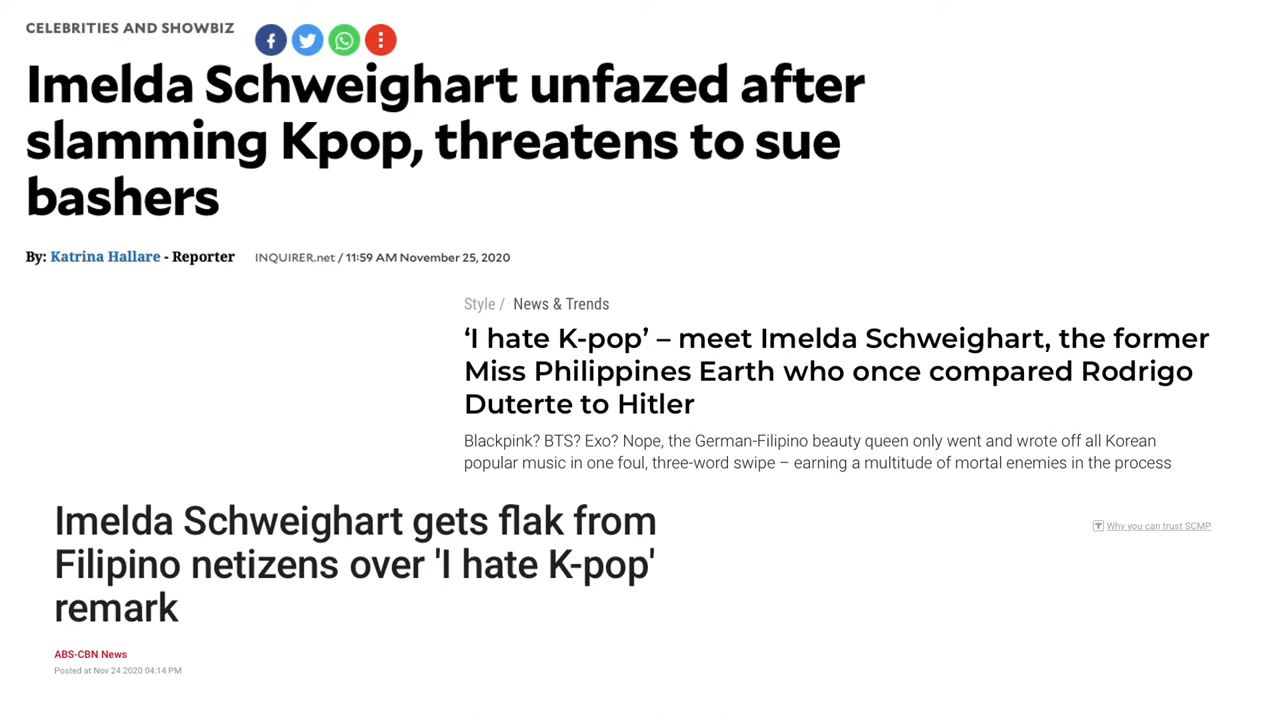 CELEBRITIES AND SHOWBIZ
Imelda Schweighart unfazed after
slamming Kpop, threatens to sue
bashers
By: Katrina Hallare - Reporter INQUIRER.net / 11:59 AM November 25, 2020
Style / News & Trends
‘I hate K-pop’ – meet Imelda Schweighart, the former
Miss Philippines Earth who once compared Rodrigo
Duterte to Hitler
Blackpink? BTS? Exo? Nope, the German-Filipino beauty queen only went and wrote off all Korean
popular music in one foul, three-word swipe – earning a multitude of mortal enemies in the process
Why you can trust SCMP
Imelda Schweighart gets flak from
Filipino netizens over 'I hate K-pop'
remark
ABS-CBN News
Posted at Nov 24 2020 04:14 PM